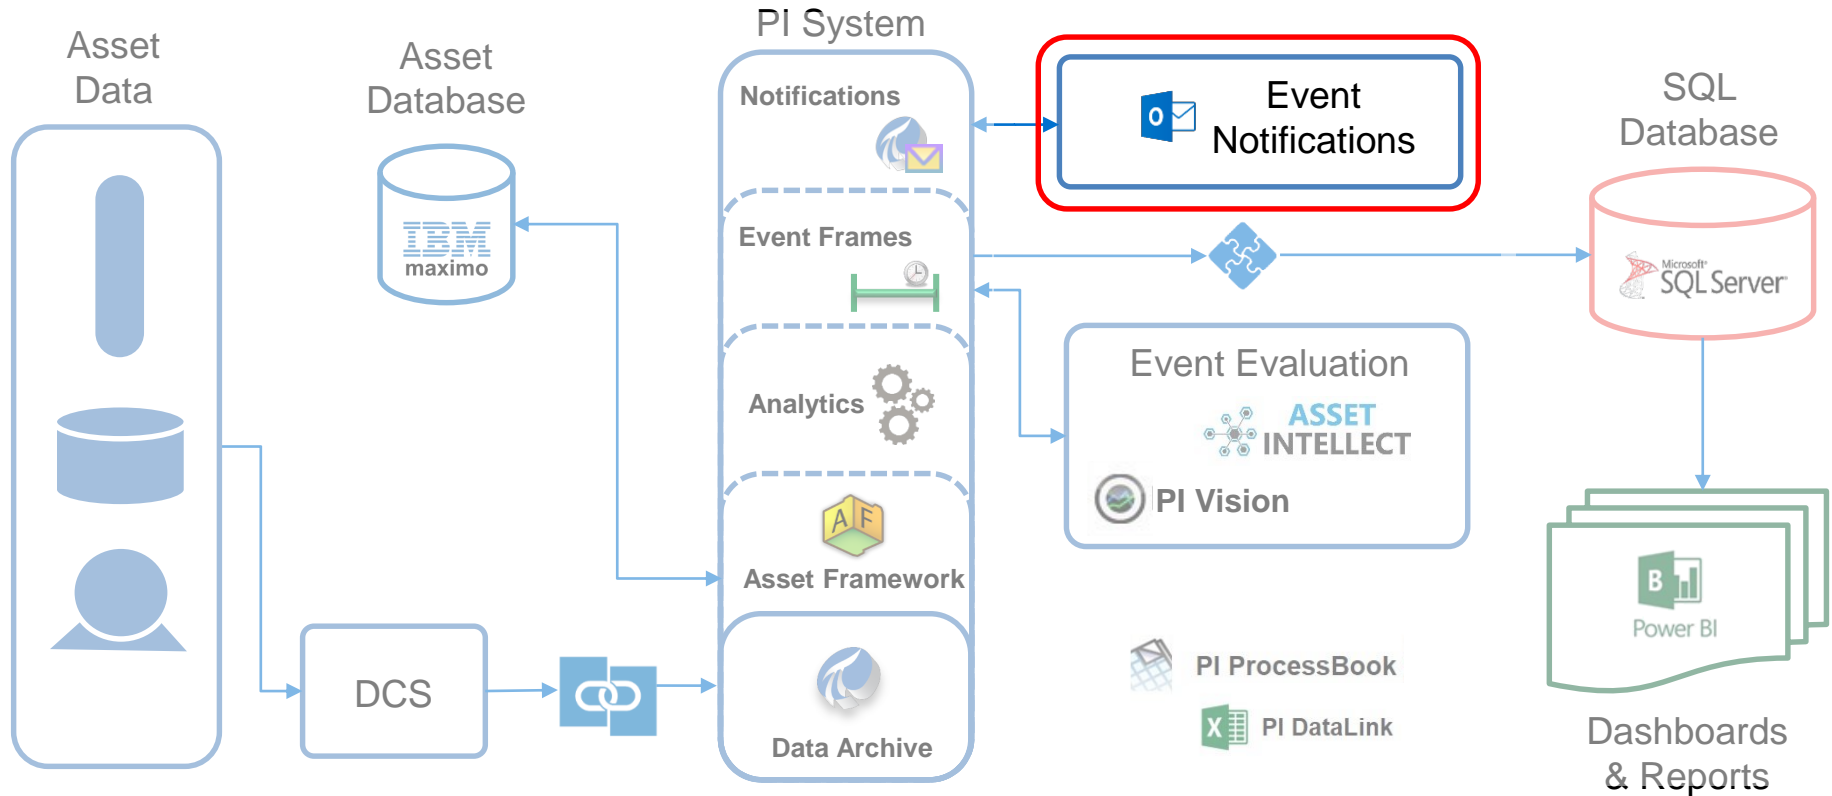 Asset
Data
Asset
Database
IBM
maximo
DCS
PI System
Notifications
Event Frames
Analytics
A F
Asset Framework
Data Archive
O
Event
Notifications
Event Evaluation
ASSET
INTELLECT
PI Vision
PI ProcessBook
X
PI DataLink
SQL
Database
Microsoft
SQL Server
B
Power BI
Dashboards
& Reports